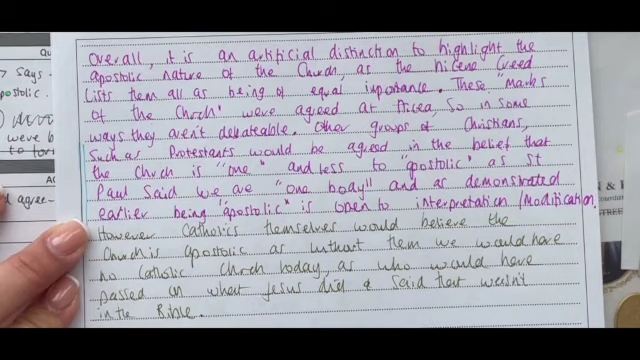 Overall, it is an artificial distinction to highlight the
apostolic nature of the Church, as the Nicene Creed
lists them all as being of equal importance. These "Marks
of the Church" were agreed at Nicea, so in some
ways they aren't debateable. Other groups of Christians,
such as Protestants would be agreed in the belief that
the church is "one" and less to "apostolic" as St
Paul said we are "one body" and as demonstrated
earlier being "apostolic" is open to interpretation/modification.
However Catholics themselves would believe the
Church is apostolic as without them we would have
no Catholic Church today, as who would have
passed on what Jesus did & said that wasn't
in the Bible.
says
agree